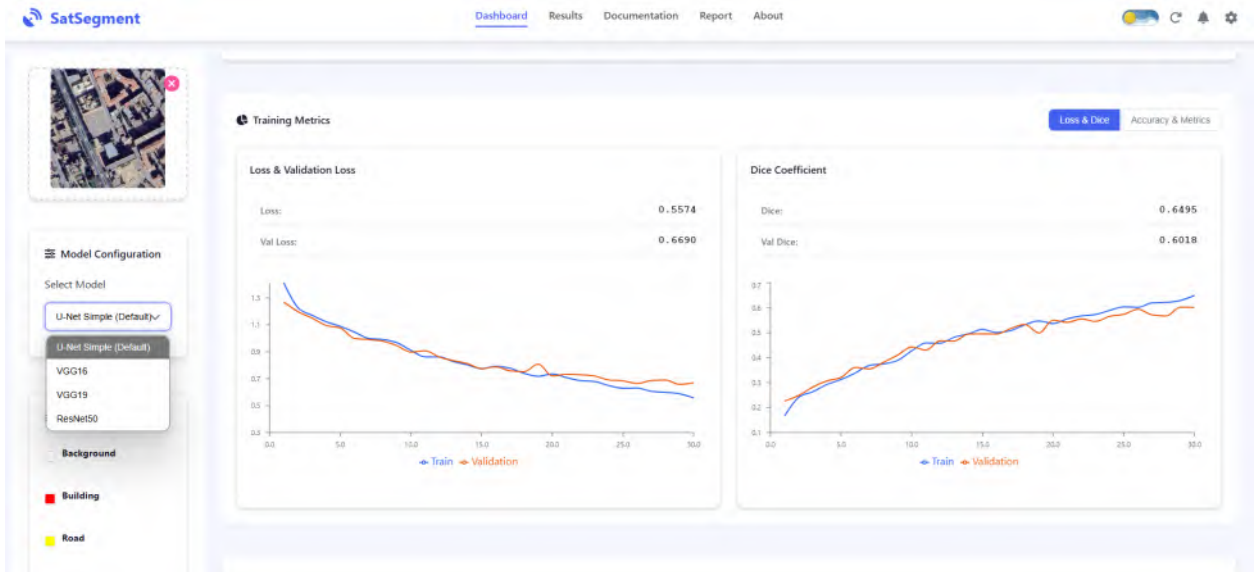 SatSegment
Dashboard Results Documentation Report About
Training Metrics
Loss & Dice Accuracy & Metrics
Loss & Validation Loss
Loss: 0.5574
Val Loss: 0.6690
1.3
1.1
0.9
0.7
0.5
0.3
0.0 5.0 10.0 15.0 20.0 25.0 30.0
Train Validation
Dice Coefficient
Dice: 0.6495
Val Dice: 0.6018
0.7
0.6
0.5
0.4
0.3
0.2
0.1
0.0 5.0 10.0 15.0 20.0 25.0 30.0
Train Validation
Model Configuration
Select Model
U-Net Simple (Default)
U-Net Simple (Default)
VGG16
VGG19
ResNet50
Background
Building
Road